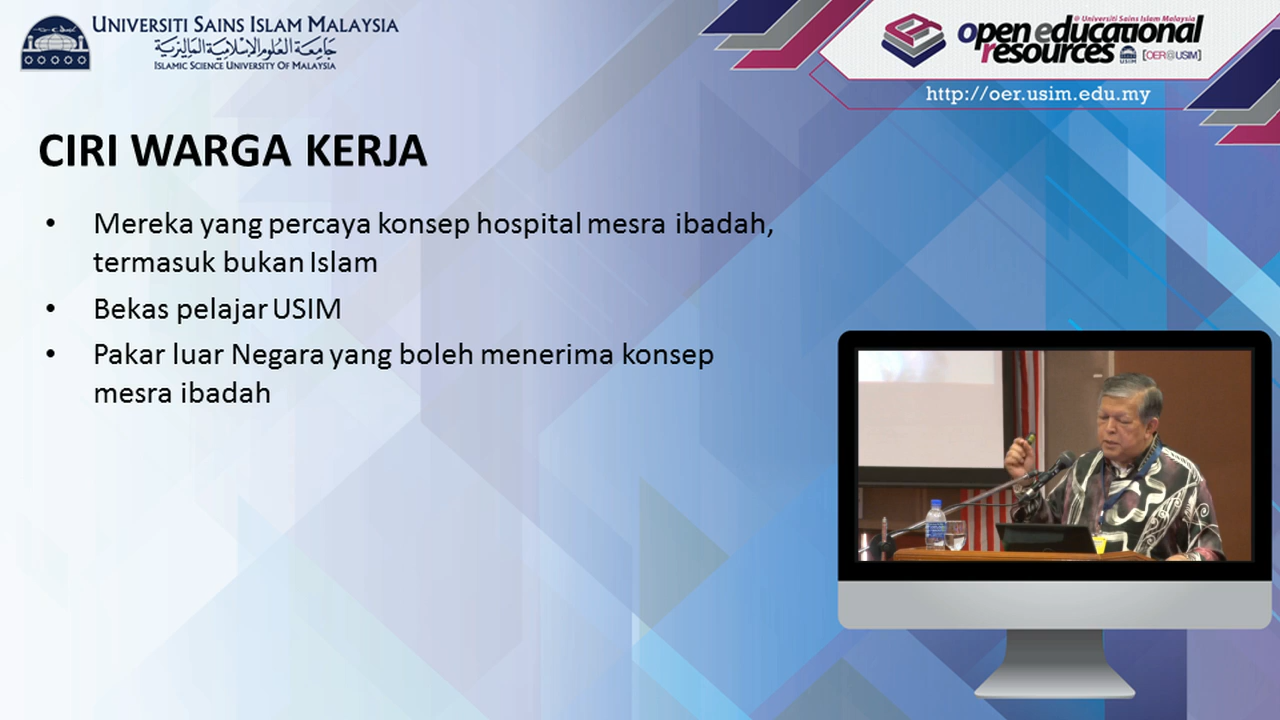 UNIVERSITI SAINS ISLAM MALAYSIA
جامعة العلوم الإسلامية الماليزية
ISLAMIC SCIENCE UNIVERSITY OF MALAYSIA
@ Universiti Sains Islam Malaysia
open educational
resources
USIM
[OER@USIM]
http://oer.usim.edu.my
CIRI WARGA KERJA
• Mereka yang percaya konsep hospital mesra ibadah,
termasuk bukan Islam
• Bekas pelajar USIM
• Pakar luar Negara yang boleh menerima konsep
mesra ibadah